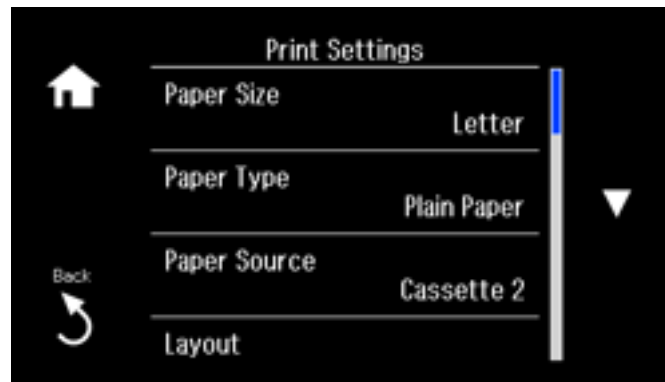 Print Settings
Paper Size
Letter
Paper Type
Plain Paper
Paper Source
Back
Cassette 2
Layout